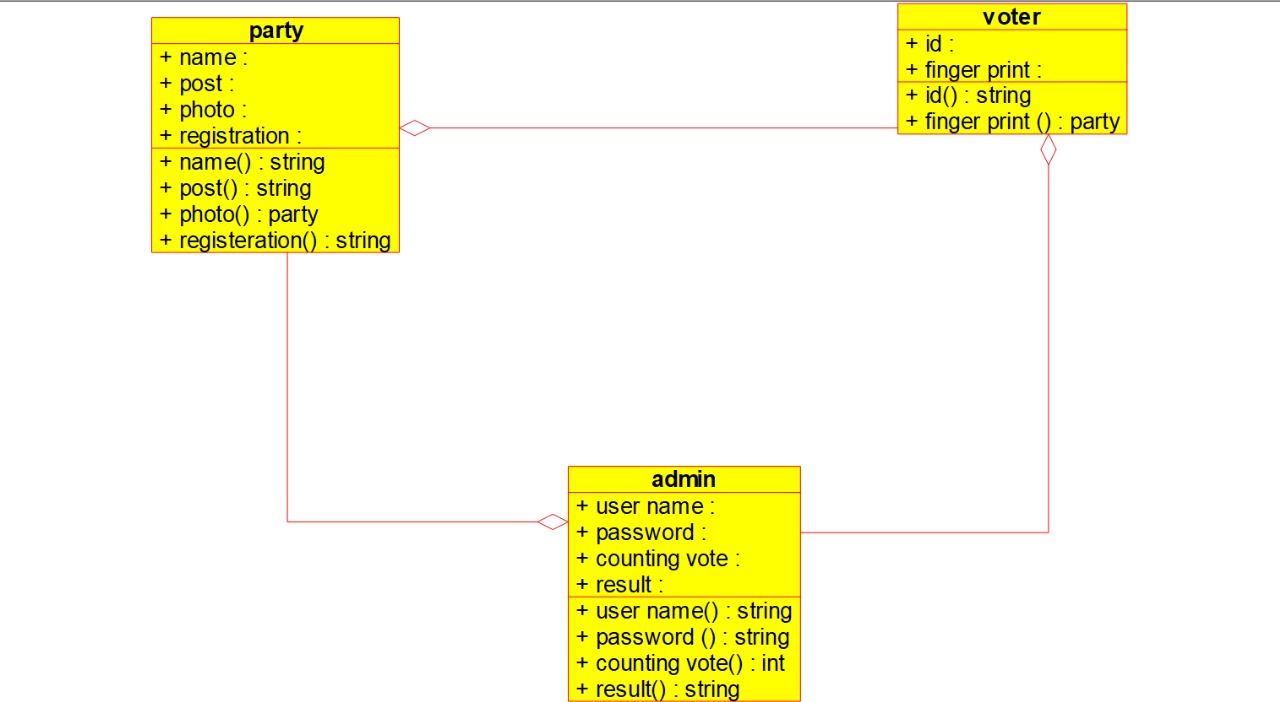 party
+ name :
+ post :
+ photo :
+ registration :
+ name() : string
+ post() : string
+ photo() : party
+ registeration() : string
voter
+ id :
+ finger print :
+ id() : string
+ finger print () : party
admin
+ user name :
+ password :
+ counting vote :
+ result :
+ user name() : string
+ password () : string
+ counting vote() : int
+ result() : string